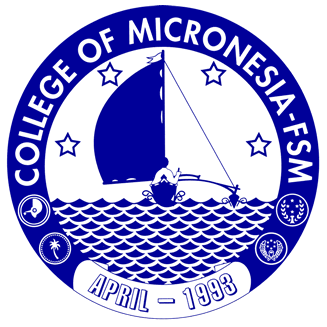 COLLEGE OF MICRONESIA-FSM
APRIL – 1993